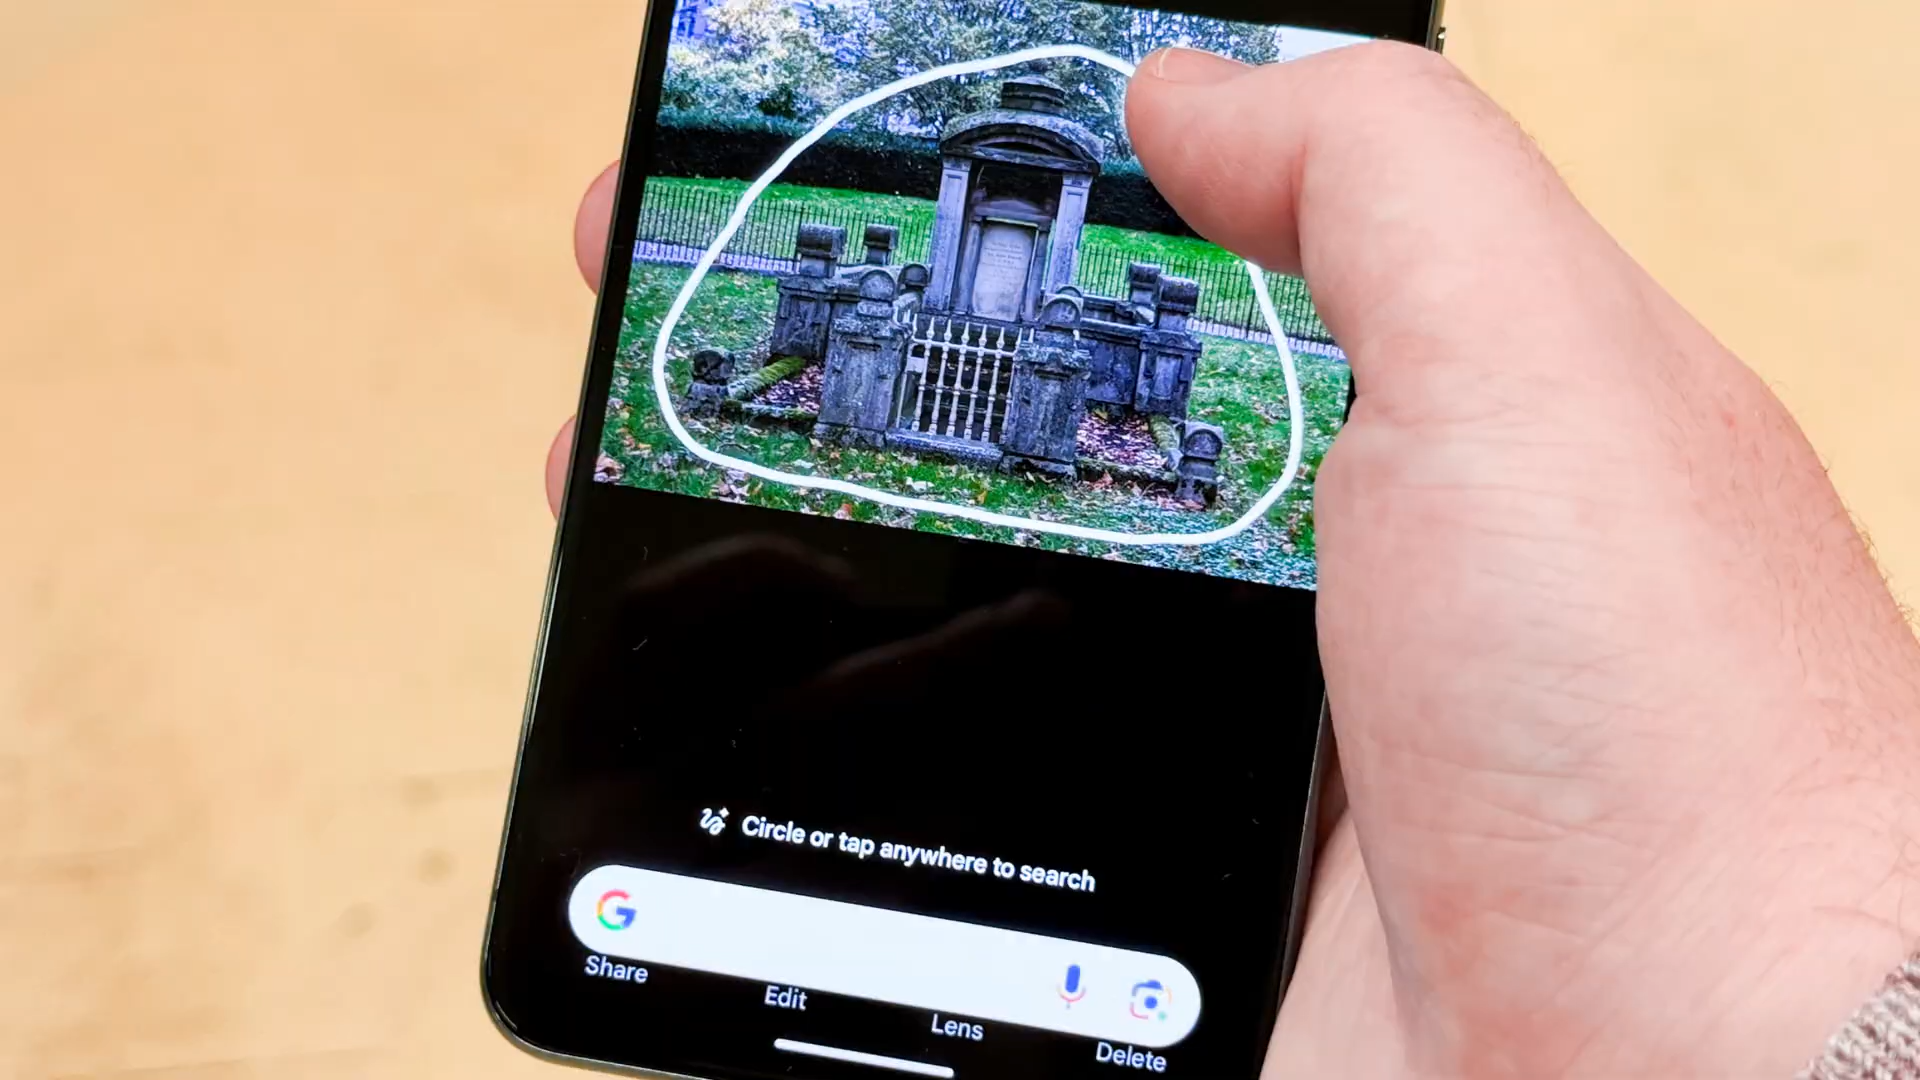 Circle or tap anywhere to search
G
Share
Edit
Lens
Delete